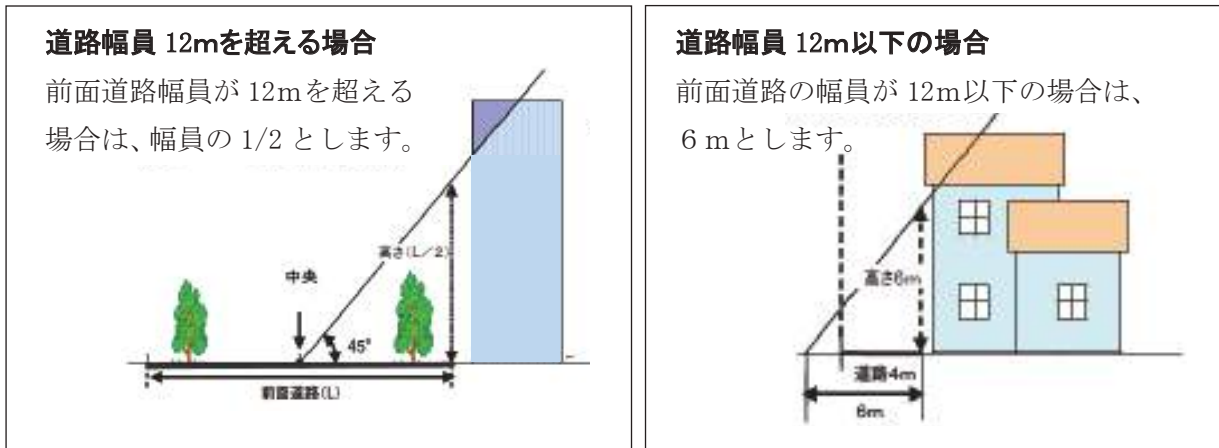 道路幅員 12mを超える場合
前面道路幅員が 12mを超える
場合は、幅員の 1/2 とします。
高さ(L/2)
中央
45°
前面道路(L)
道路幅員 12m以下の場合
前面道路の幅員が 12m以下の場合は、
６ｍとします。
高さ6m
道路4m
6m